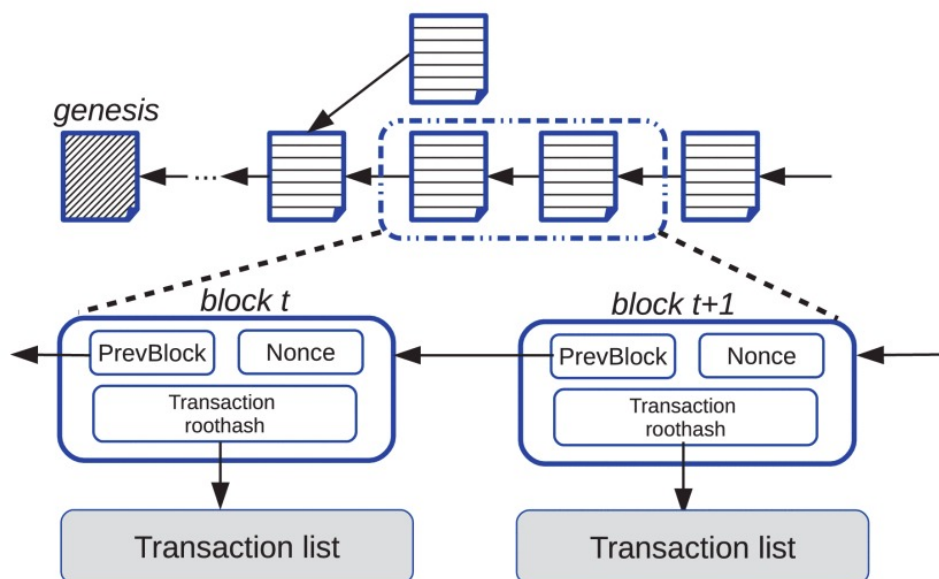 genesis
...
block t
block t+1
PrevBlock
Nonce
PrevBlock
Nonce
Transaction
roothash
Transaction
roothash
Transaction list
Transaction list